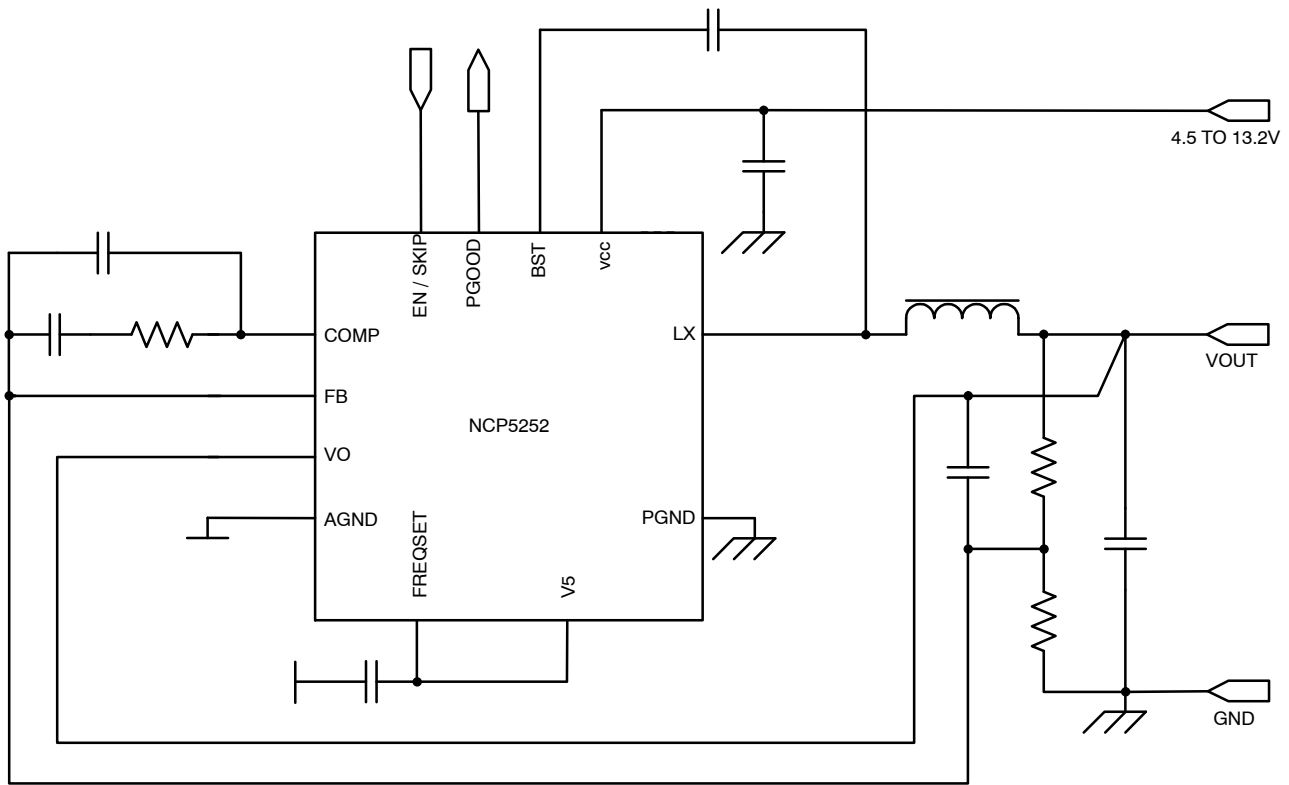 4.5 TO 13.2V
EN / SKIP
PGOOD
BST
vcc
COMP
LX
VOUT
FB
NCP5252
VO
AGND
PGND
FREQSET
V5
GND